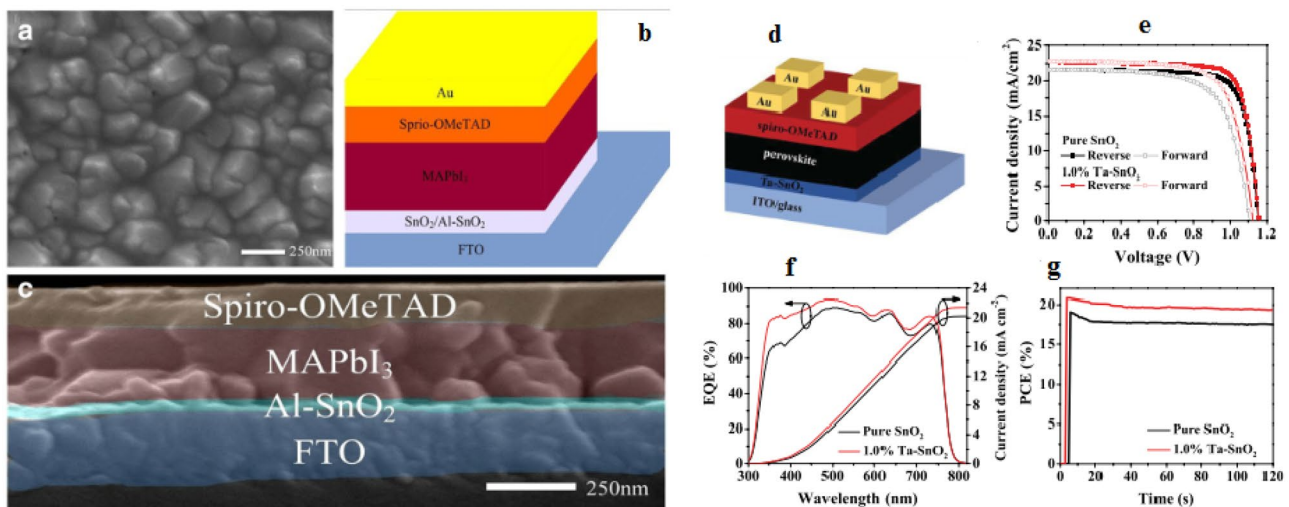 a
250nm
b
Au
Sprio-OMeTAD
MAPbI₃
SnO₂/Al-SnO₂
FTO
c
Spiro-OMeTAD
MAPbI₃
Al-SnO₂
FTO
250nm
d
Au
Au
Au
Au
spiro-OMeTAD
perovskite
Ta-SnO₂
ITO/glass
e
Current density (mA/cm²)
25
20
15
10
5
0
Pure SnO₂
Reverse Forward
1.0% Ta-SnO₂
Reverse Forward
0.0 0.2 0.4 0.6 0.8 1.0 1.2
Voltage (V)
f
EQE (%)
100
80
60
40
20
0
Pure SnO₂
1.0% Ta-SnO₂
24
20
16
12
8
4
0
Current density (mA cm⁻²)
300 400 500 600 700 800
Wavelength (nm)
g
PCE (%)
20
15
10
5
0
Pure SnO₂
1.0% Ta-SnO₂
0 20 40 60 80 100 120
Time (s)